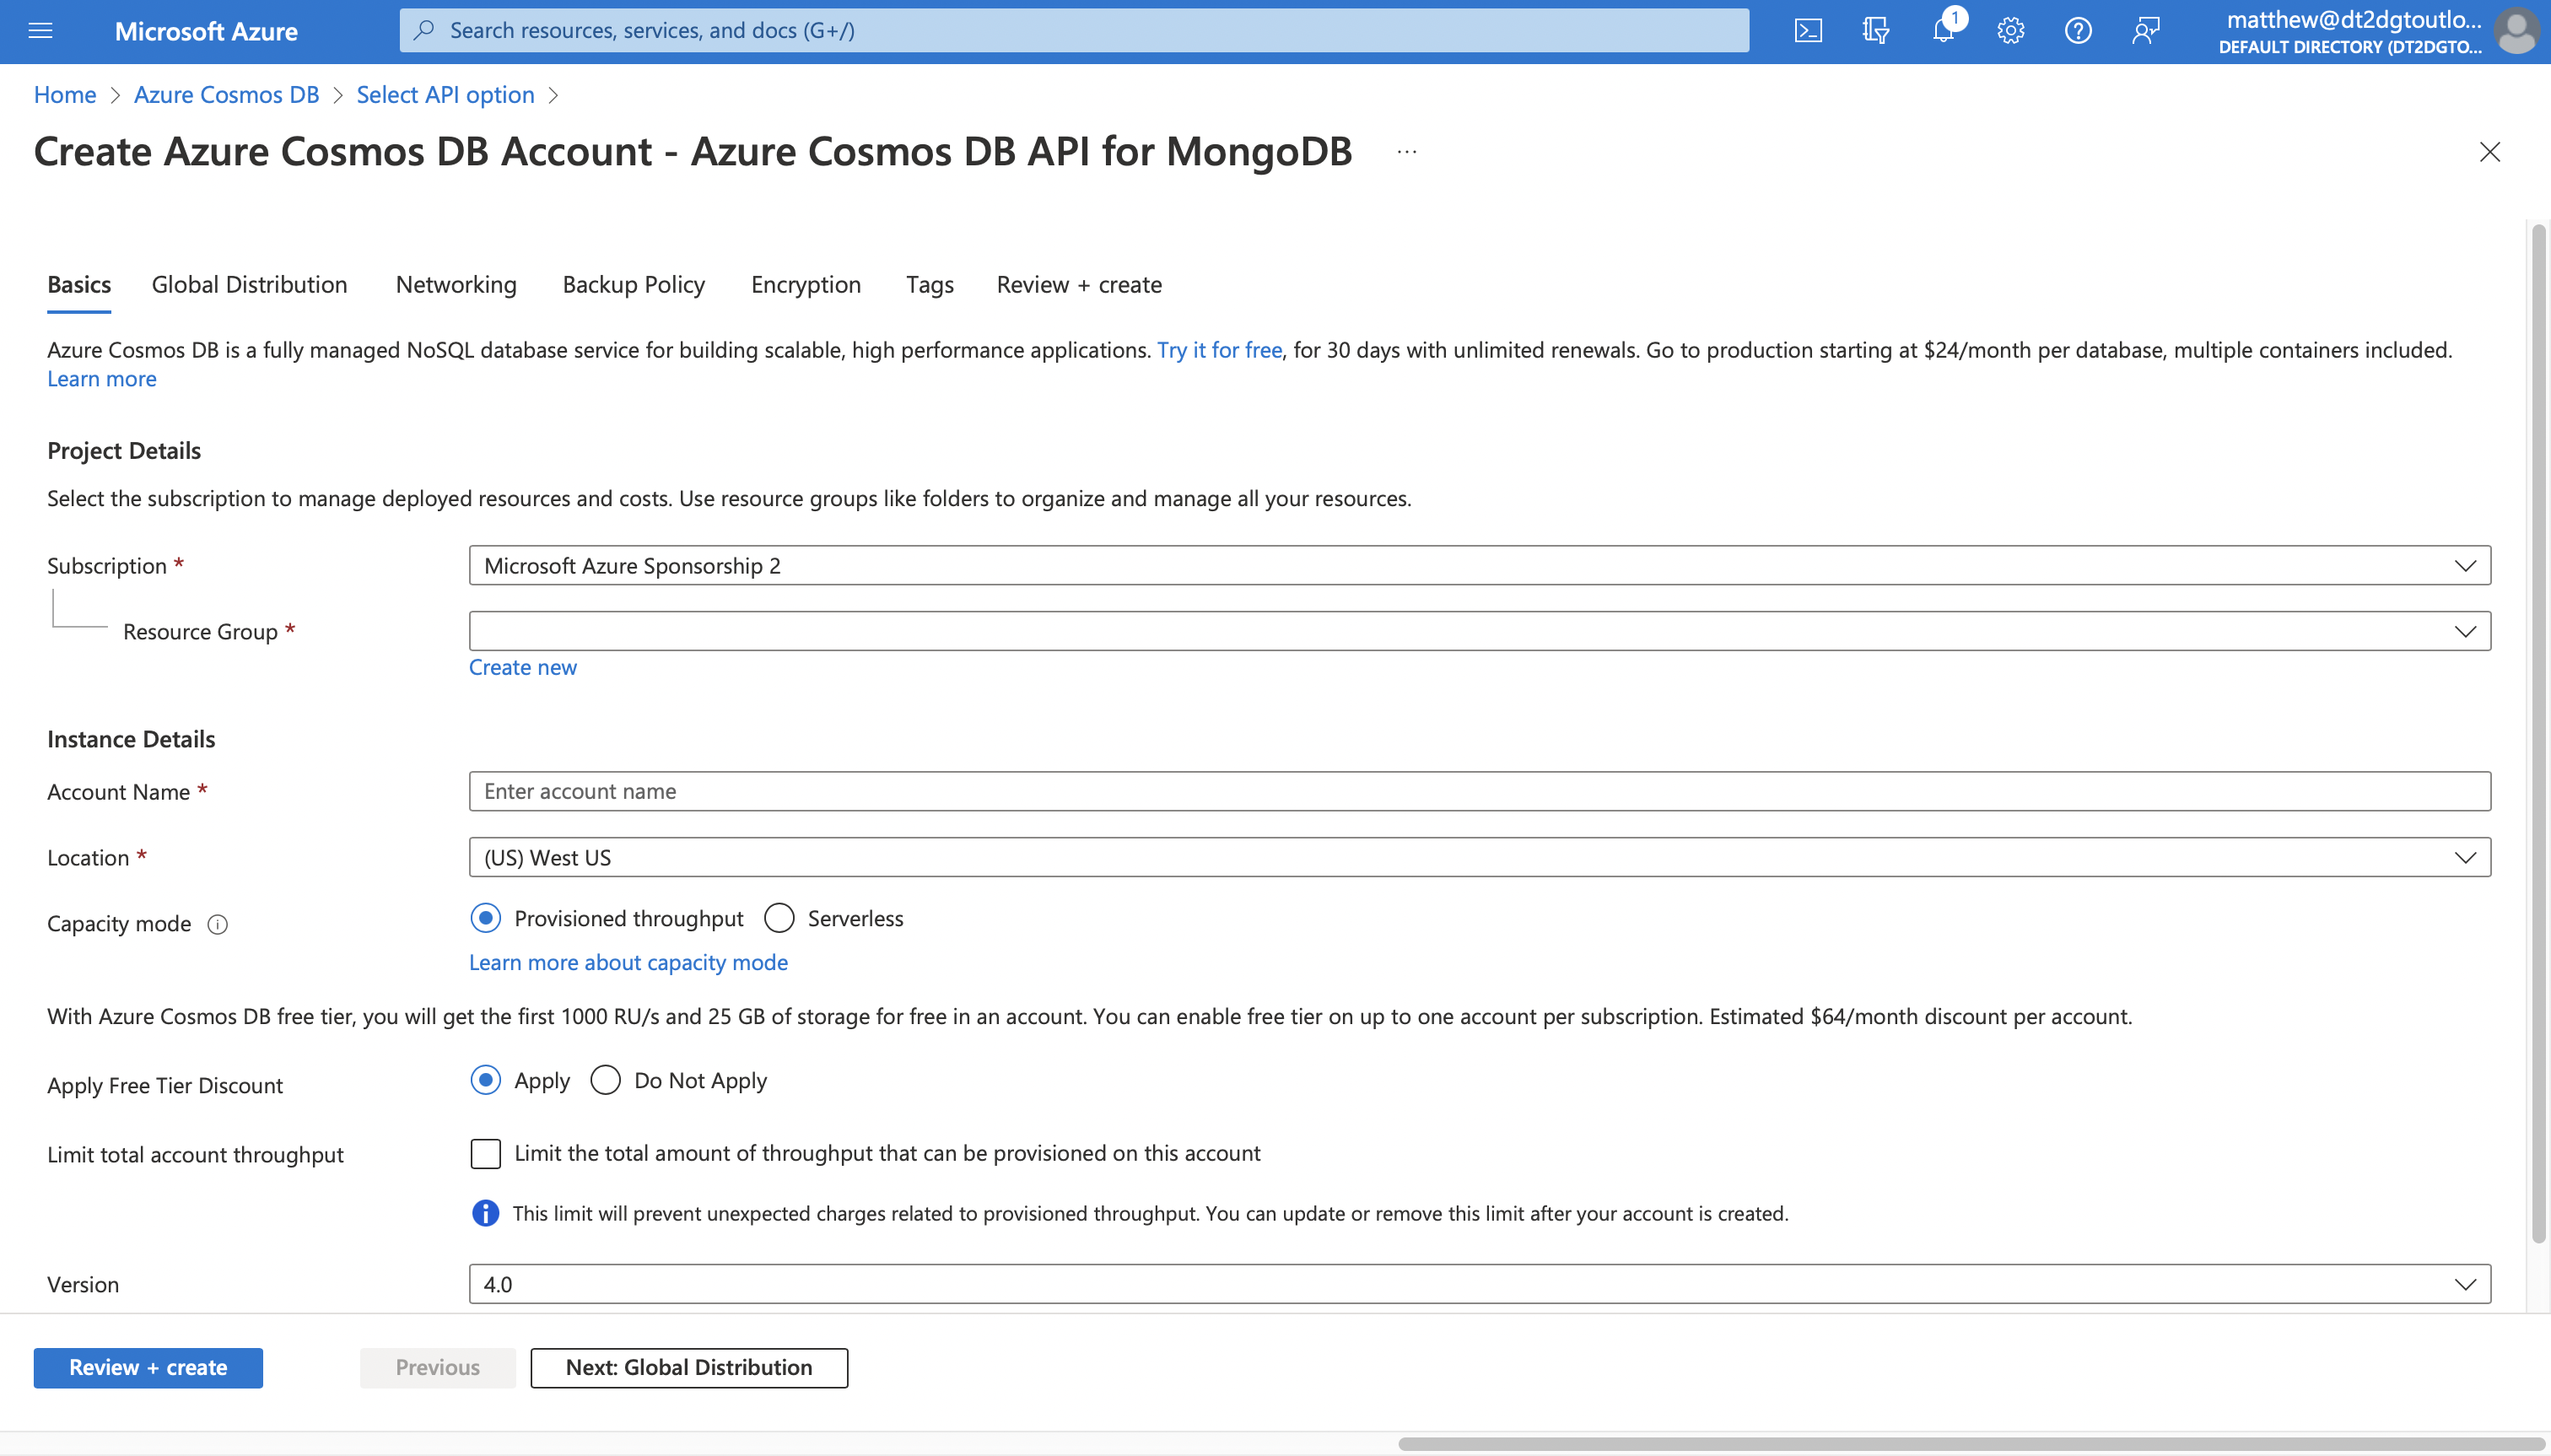 Microsoft Azure
Search resources, services, and docs (G+/)
1
matthew@dt2dgtoutlo...
DEFAULT DIRECTORY (DT2DGTO...
Home > Azure Cosmos DB > Select API option >
Create Azure Cosmos DB Account - Azure Cosmos DB API for MongoDB ...
Basics Global Distribution Networking Backup Policy Encryption Tags Review + create
Azure Cosmos DB is a fully managed NoSQL database service for building scalable, high performance applications. Try it for free, for 30 days with unlimited renewals. Go to production starting at $24/month per database, multiple containers included.
Learn more
Project Details
Select the subscription to manage deployed resources and costs. Use resource groups like folders to organize and manage all your resources.
Subscription * Microsoft Azure Sponsorship 2
Resource Group *
Create new
Instance Details
Account Name * Enter account name
Location * (US) West US
Capacity mode Provisioned throughput Serverless
Learn more about capacity mode
With Azure Cosmos DB free tier, you will get the first 1000 RU/s and 25 GB of storage for free in an account. You can enable free tier on up to one account per subscription. Estimated $64/month discount per account.
Apply Free Tier Discount Apply Do Not Apply
Limit total account throughput Limit the total amount of throughput that can be provisioned on this account
This limit will prevent unexpected charges related to provisioned throughput. You can update or remove this limit after your account is created.
Version 4.0
Review + create Previous Next: Global Distribution